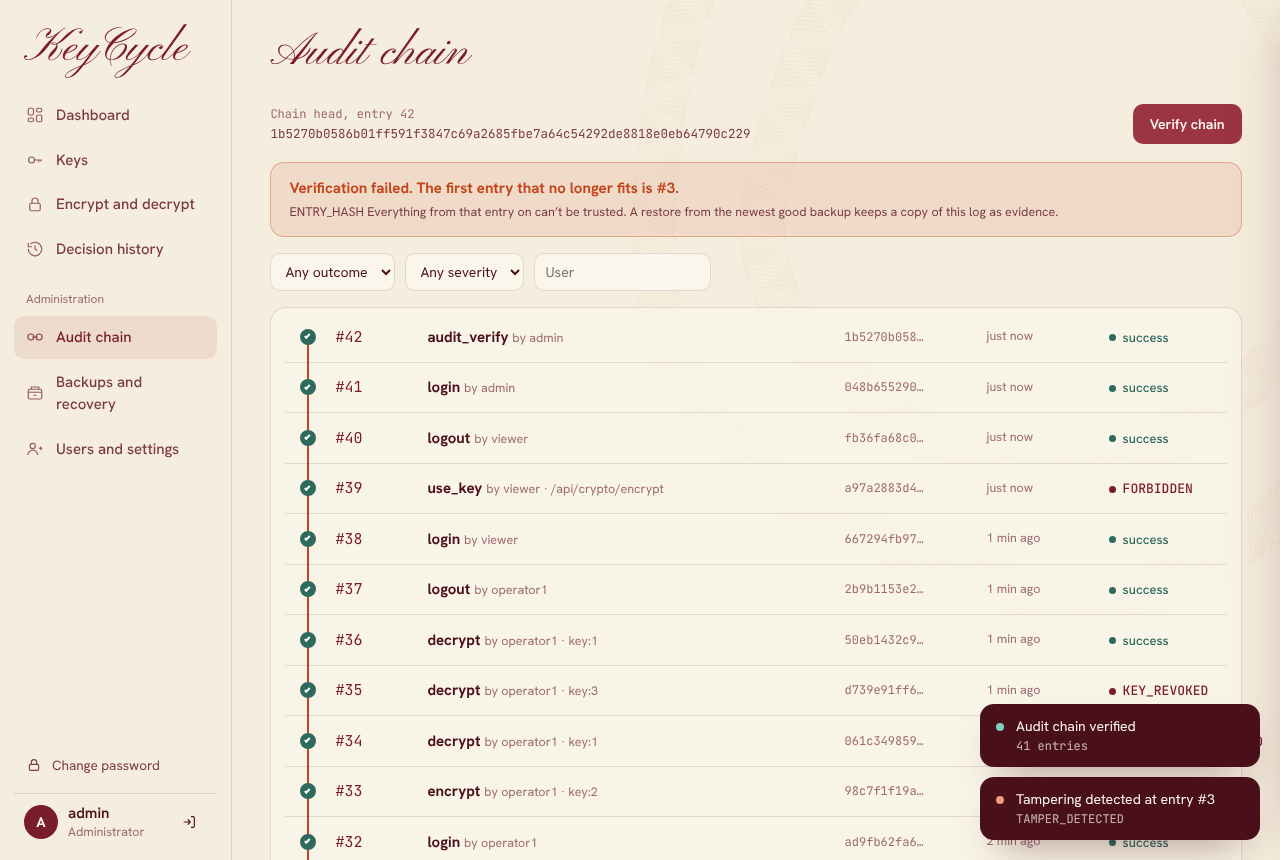 KeyCycle
Dashboard
Keys
Encrypt and decrypt
Decision history
Administration
Audit chain
Backups and
recovery
Users and settings
Change password
A
admin
Administrator
Audit chain
Chain head, entry 42
1b5270b0586b01ff591f3847c69a2685fbe7a64c54292de8818e0eb64790c229
Verify chain
Verification failed. The first entry that no longer fits is #3.
ENTRY_HASH Everything from that entry on can’t be trusted. A restore from the newest good backup keeps a copy of this log as evidence.
Any outcome Any severity User
#42 audit_verify by admin 1b5270b058… just now success
#41 login by admin 048b655290… just now success
#40 logout by viewer fb36fa68c0… just now success
#39 use_key by viewer · /api/crypto/encrypt a97a2883d4… just now FORBIDDEN
#38 login by viewer 667294fb97… 1 min ago success
#37 logout by operator1 2b9b1153e2… 1 min ago success
#36 decrypt by operator1 · key:1 50eb1432c9… 1 min ago success
#35 decrypt by operator1 · key:3 d739e91ff6… 1 min ago KEY_REVOKED
#34 decrypt by operator1 · key:1 061c349859…
#33 encrypt by operator1 · key:2 98c7f1f19a…
#32 login by operator1 ad9fb62fa6… 2 min ago success
Audit chain verified
41 entries
Tampering detected at entry #3
TAMPER_DETECTED